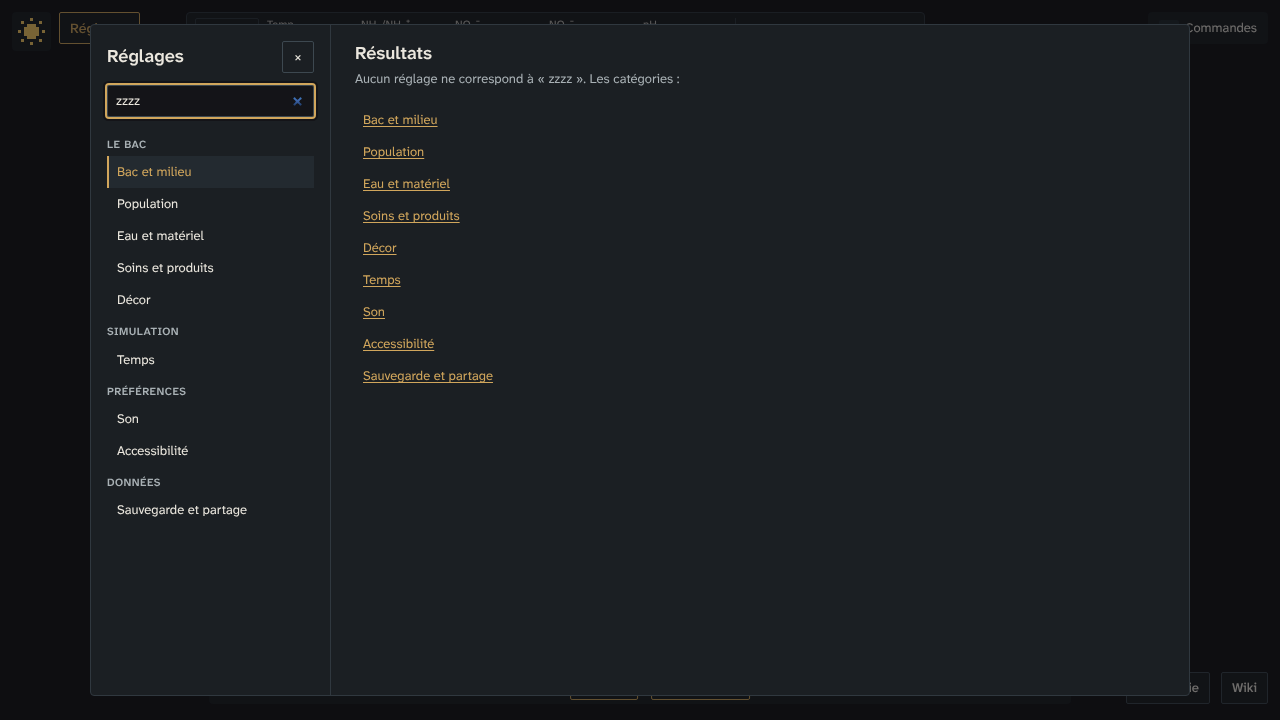 Réglages
×
zzzz
LE BAC
Bac et milieu
Population
Eau et matériel
Soins et produits
Décor
SIMULATION
Temps
PRÉFÉRENCES
Son
Accessibilité
DONNÉES
Sauvegarde et partage
Résultats
Aucun réglage ne correspond à « zzzz ». Les catégories :
Bac et milieu
Population
Eau et matériel
Soins et produits
Décor
Temps
Son
Accessibilité
Sauvegarde et partage
Commandes
Wiki